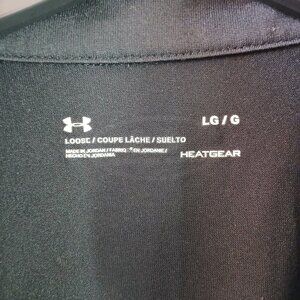 LG / G
LOOSE / COUPE LÂCHE / SUELTO
MADE IN JORDAN / FABRIQUÉ EN JORDANIE /
HECHO EN JORDANIA
HEATGEAR